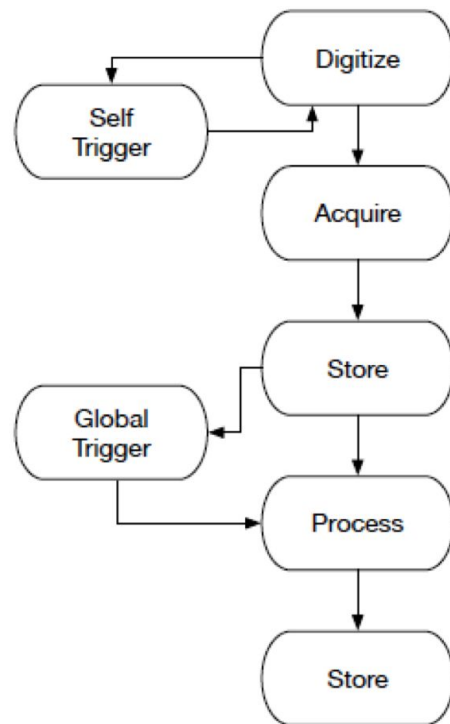 Digitize
Self
Trigger
Acquire
Store
Global
Trigger
Process
Store